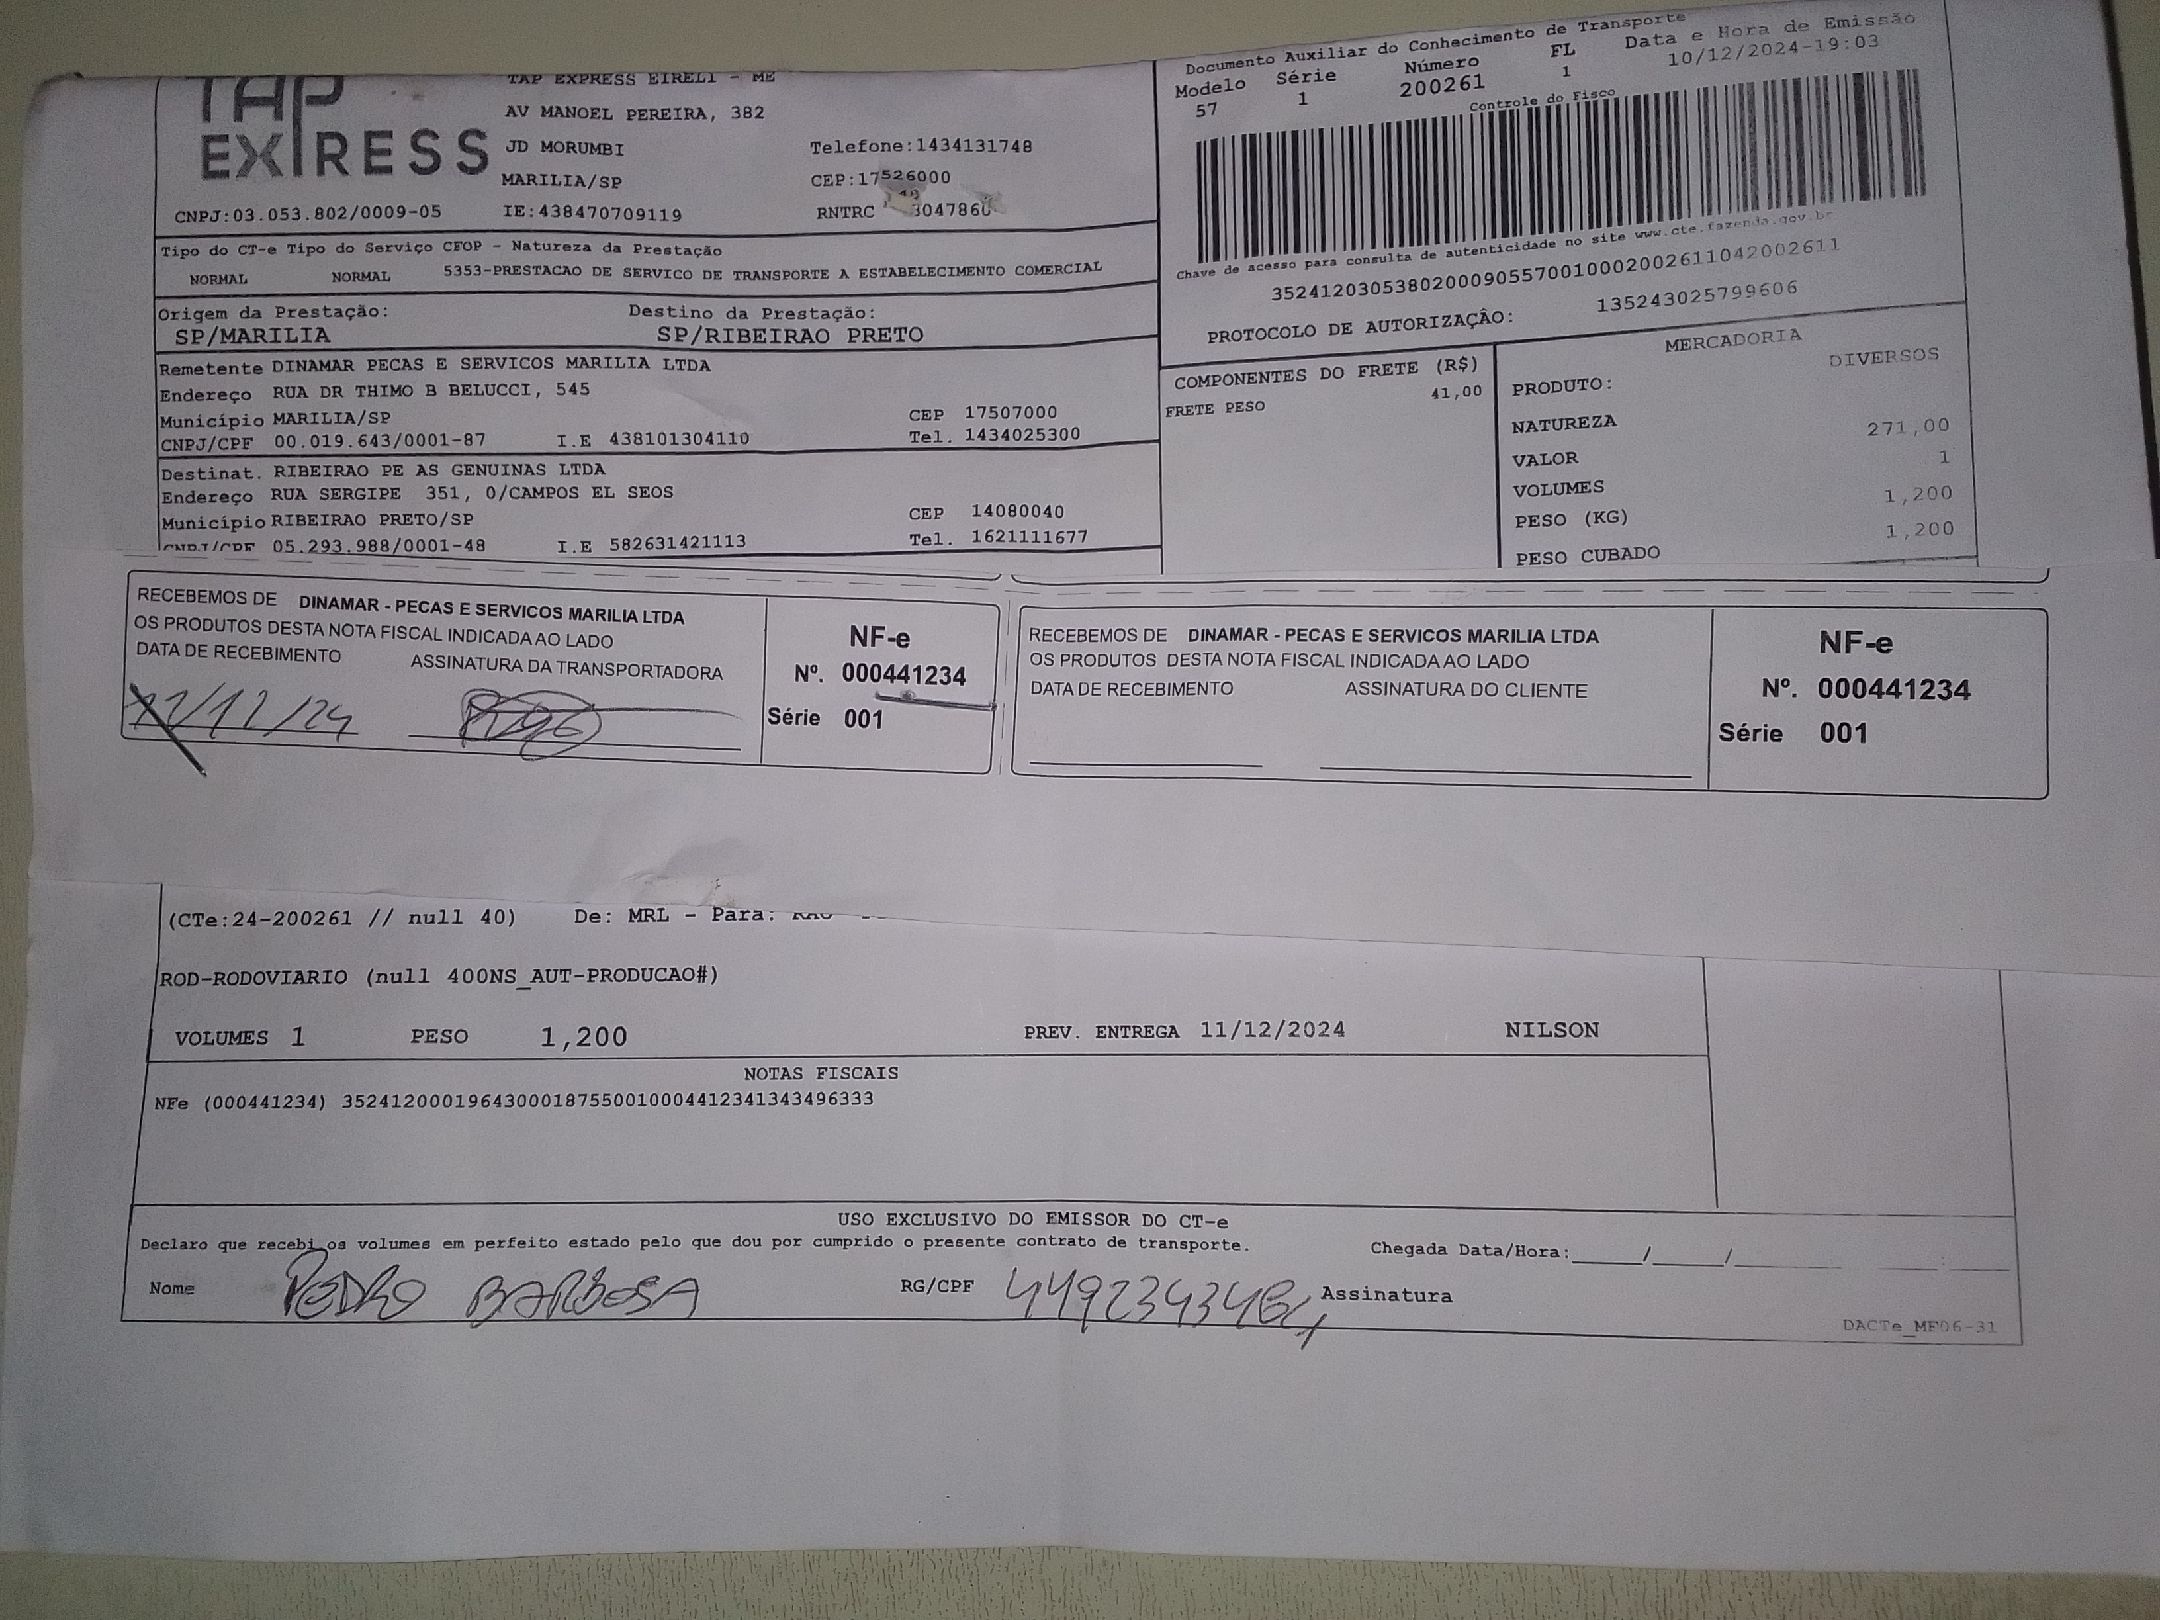 TAP
EXPRESS
TAP EXPRESS EIRELI - ME
AV MANOEL PEREIRA, 382
JD MORUMBI Telefone:1434131748
MARILIA/SP CEP:17526000
CNPJ:03.053.802/0009-05 IE:438470709119 RNTRC 047860
Documento Auxiliar do Conhecimento de Transporte
Modelo Série Número FL Data e Hora de Emissão
57 1 200261 1 10/12/2024-19:03
Controle do Fisco
Chave de acesso para consulta de autenticidade no site www.cte.fazenda.gov.br
35241203053802000905570010002002611042002611
PROTOCOLO DE AUTORIZAÇÃO: 135243025799606
Tipo do CT-e Tipo do Serviço CFOP - Natureza da Prestação
NORMAL NORMAL 5353-PRESTACAO DE SERVICO DE TRANSPORTE A ESTABELECIMENTO COMERCIAL
Origem da Prestação: Destino da Prestação:
SP/MARILIA SP/RIBEIRAO PRETO
Remetente DINAMAR PECAS E SERVICOS MARILIA LTDA
Endereço RUA DR THIMO B BELUCCI, 545
Município MARILIA/SP CEP 17507000
CNPJ/CPF 00.019.643/0001-87 I.E 438101304110 Tel. 1434025300
Destinat. RIBEIRAO PE AS GENUINAS LTDA
Endereço RUA SERGIPE 351, 0/CAMPOS EL SEOS
Município RIBEIRAO PRETO/SP CEP 14080040
CNPJ/CPF 05.293.988/0001-48 I.E 582631421113 Tel. 1621111677
COMPONENTES DO FRETE (R$)
FRETE PESO 41,00
MERCADORIA
PRODUTO: DIVERSOS
NATUREZA
VALOR 271,00
VOLUMES 1
PESO (KG) 1,200
PESO CUBADO 1,200
RECEBEMOS DE DINAMAR - PECAS E SERVICOS MARILIA LTDA
OS PRODUTOS DESTA NOTA FISCAL INDICADA AO LADO
DATA DE RECEBIMENTO ASSINATURA DA TRANSPORTADORA
11/12/24
NF-e
Nº. 000441234
Série 001
RECEBEMOS DE DINAMAR - PECAS E SERVICOS MARILIA LTDA
OS PRODUTOS DESTA NOTA FISCAL INDICADA AO LADO
DATA DE RECEBIMENTO ASSINATURA DO CLIENTE
NF-e
Nº. 000441234
Série 001
(CTe:24-200261 // null 40) De: MRL - Para: RAO
ROD-RODOVIARIO (null 400NS_AUT-PRODUCAO#)
VOLUMES 1 PESO 1,200 PREV. ENTREGA 11/12/2024 NILSON
NOTAS FISCAIS
NFe (000441234) 35241200019643000187550010004412341343496333
USO EXCLUSIVO DO EMISSOR DO CT-e
Declaro que recebi os volumes em perfeito estado pelo que dou por cumprido o presente contrato de transporte. Chegada Data/Hora:____/____/____ __:__
Nome PEDRO BARBOSA RG/CPF Assinatura
DACTe_MF06-31